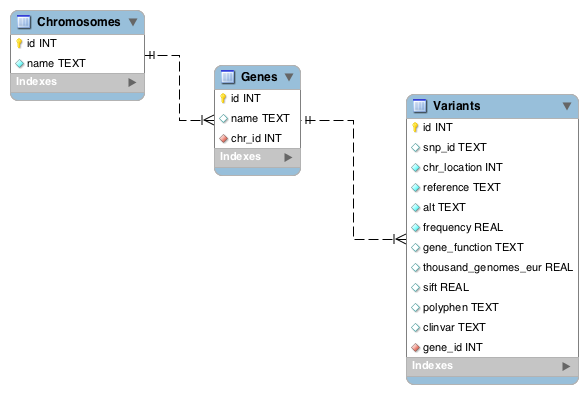 Chromosomes
id INT
name TEXT
Indexes
Genes
id INT
name TEXT
chr_id INT
Indexes
Variants
id INT
snp_id TEXT
chr_location INT
reference TEXT
alt TEXT
frequency REAL
gene_function TEXT
thousand_genomes_eur REAL
sift REAL
polyphen TEXT
clinvar TEXT
gene_id INT
Indexes